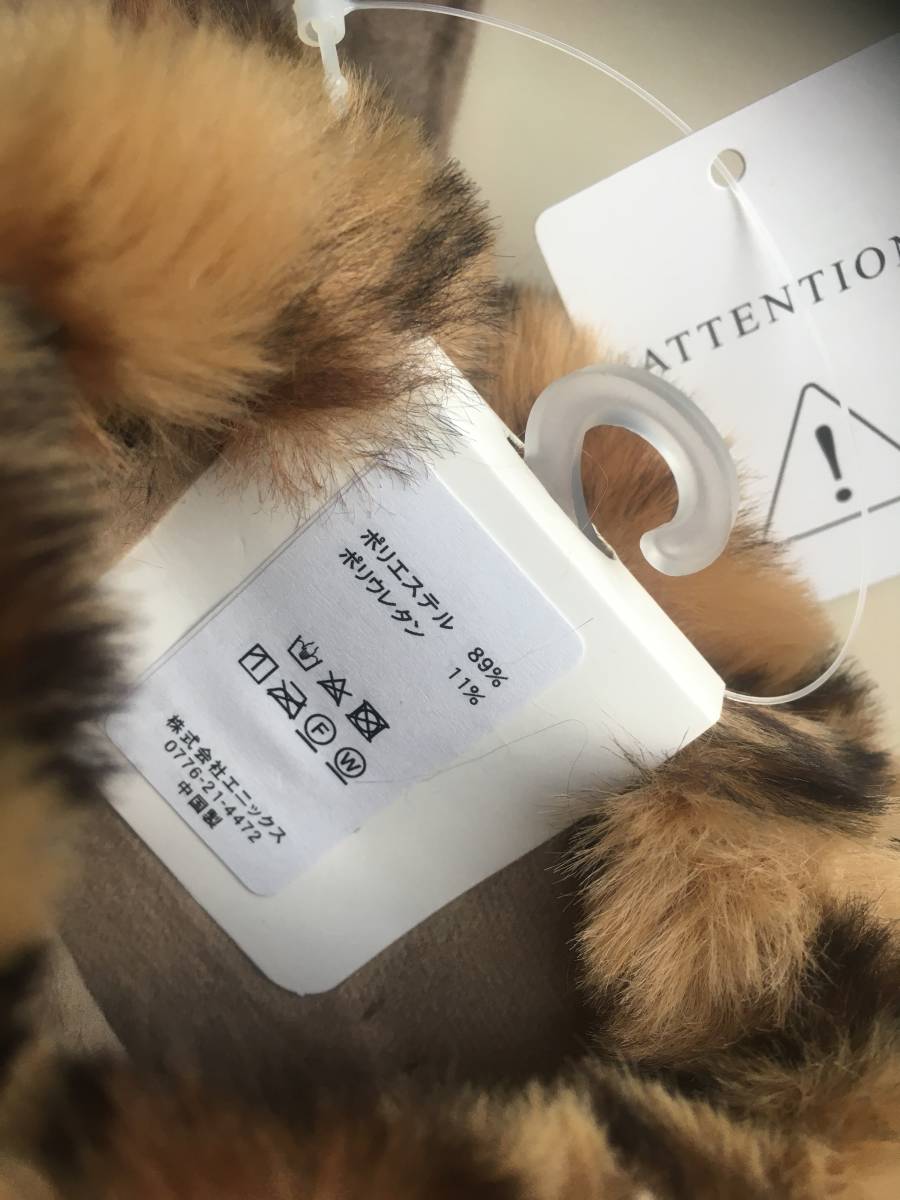 ATTENTION
ポリエステル 89%
ポリウレタン 11%
F W
株式会社エニックス
0776-21-4472
中国製